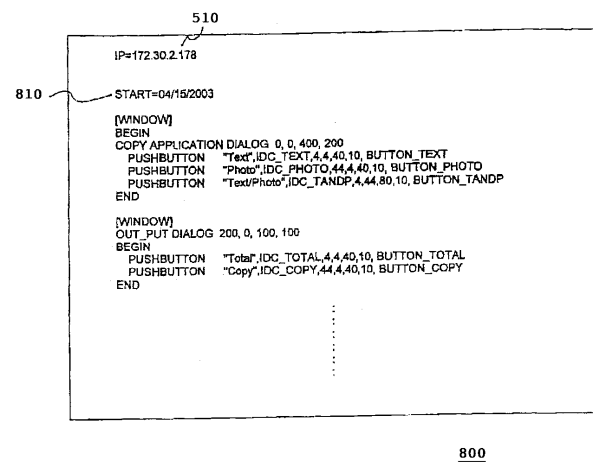 510
IP=172.30.2.178
810
START=04/15/2003
[WINDOW]
BEGIN
COPY APPLICATION DIALOG 0, 0, 400, 200
PUSHBUTTON "Text",IDC_TEXT,4,4,40,10, BUTTON_TEXT
PUSHBUTTON "Photo",IDC_PHOTO,44,4,40,10, BUTTON_PHOTO
PUSHBUTTON "Text/Photo",IDC_TANDP,4,44,80,10, BUTTON_TANDP
END
[WINDOW]
OUT_PUT DIALOG 200, 0, 100, 100
BEGIN
PUSHBUTTON "Total",IDC_TOTAL,4,4,40,10, BUTTON_TOTAL
PUSHBUTTON "Copy",IDC_COPY,44,4,40,10, BUTTON_COPY
END
800